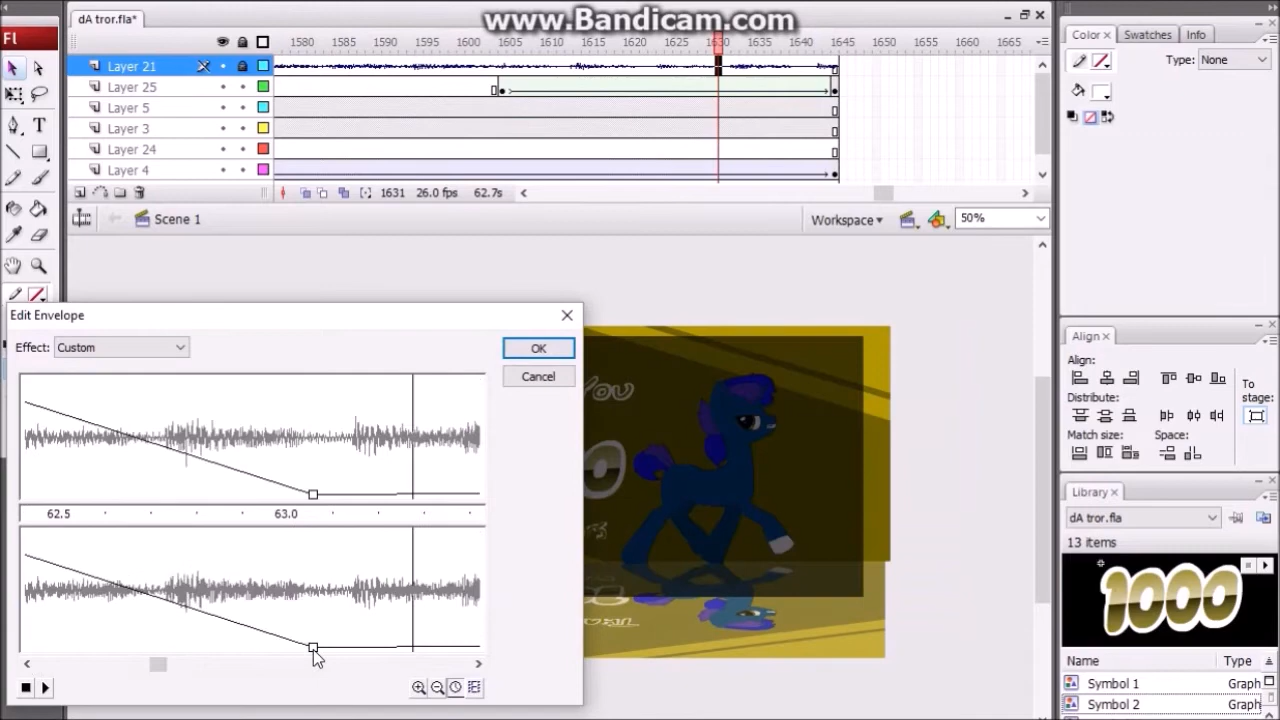 www.Bandicam.com
dA tror.fla*
Fl
1580 1585 1590 1595 1600 1605 1610 1615 1620 1625 1630 1635 1640 1645 1650 1655 1660 1665
Layer 21
Layer 25
Layer 5
Layer 3
Layer 24
Layer 4
1631 26.0 fps 62.7s
Scene 1
Workspace
50%
Color × Swatches Info
Type: None
Edit Envelope
Effect: Custom
OK
Cancel
62.5 63.0
You
Align ×
Align:
To stage:
Distribute:
Match size: Space:
Library ×
dA tror.fla
13 items
1000
Name Type
Symbol 1 Graph
Symbol 2 Graph